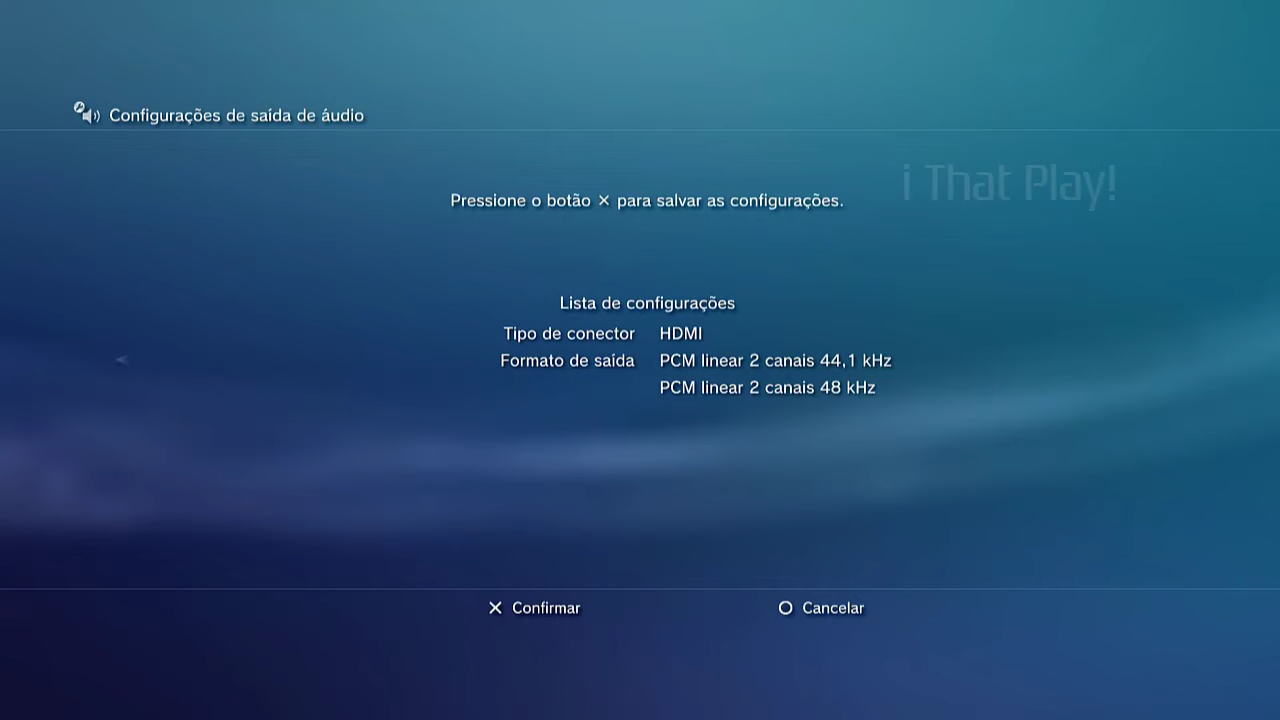 Configurações de saída de áudio
i That Play!
Pressione o botão × para salvar as configurações.
Lista de configurações
Tipo de conector HDMI
Formato de saída PCM linear 2 canais 44,1 kHz
PCM linear 2 canais 48 kHz
× Confirmar
○ Cancelar